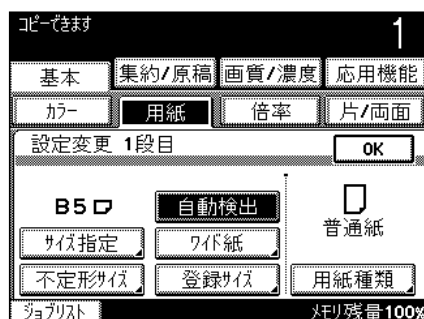 コピーできます 1
基本 集約/原稿 画質/濃度 応用機能
カラー 用紙 倍率 片/両面
設定変更 1段目 OK
B5 自動検出 普通紙
サイズ指定 ワイド紙
不定形サイズ 登録サイズ 用紙種類
ジョブリスト メモリ残量100%